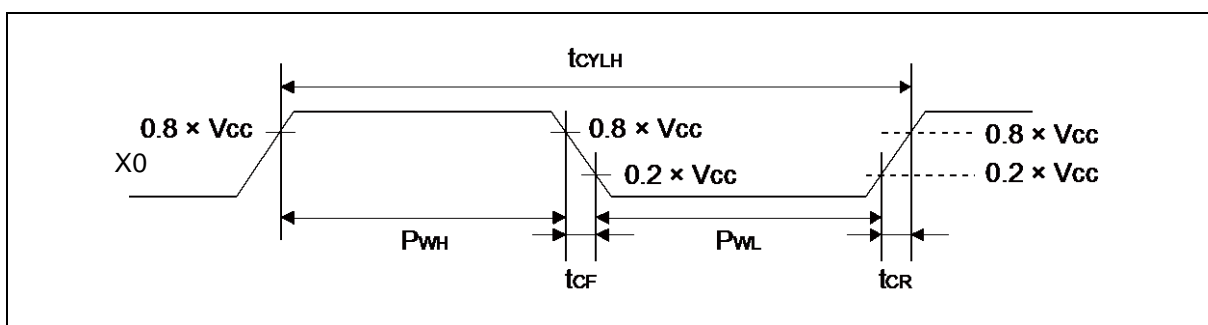 tCYLH
0.8 × VCC
0.8 × VCC
0.8 × VCC
X0
0.2 × VCC
0.2 × VCC
PWH
PWL
tCF
tCR